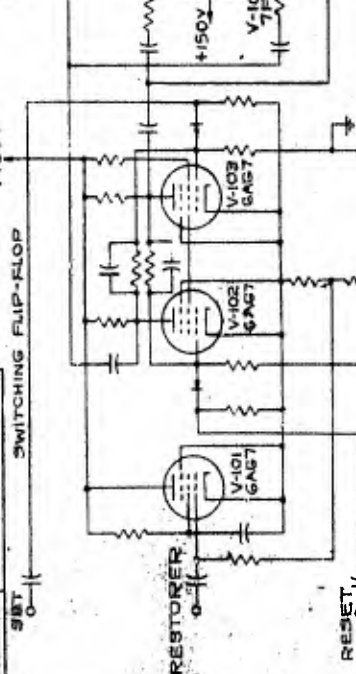 SWITCHING FLIP-FLOP
SET
+150V
V-103
6AG7
V-102
6AG7
V-101
6AG7
RESTORER
RESET